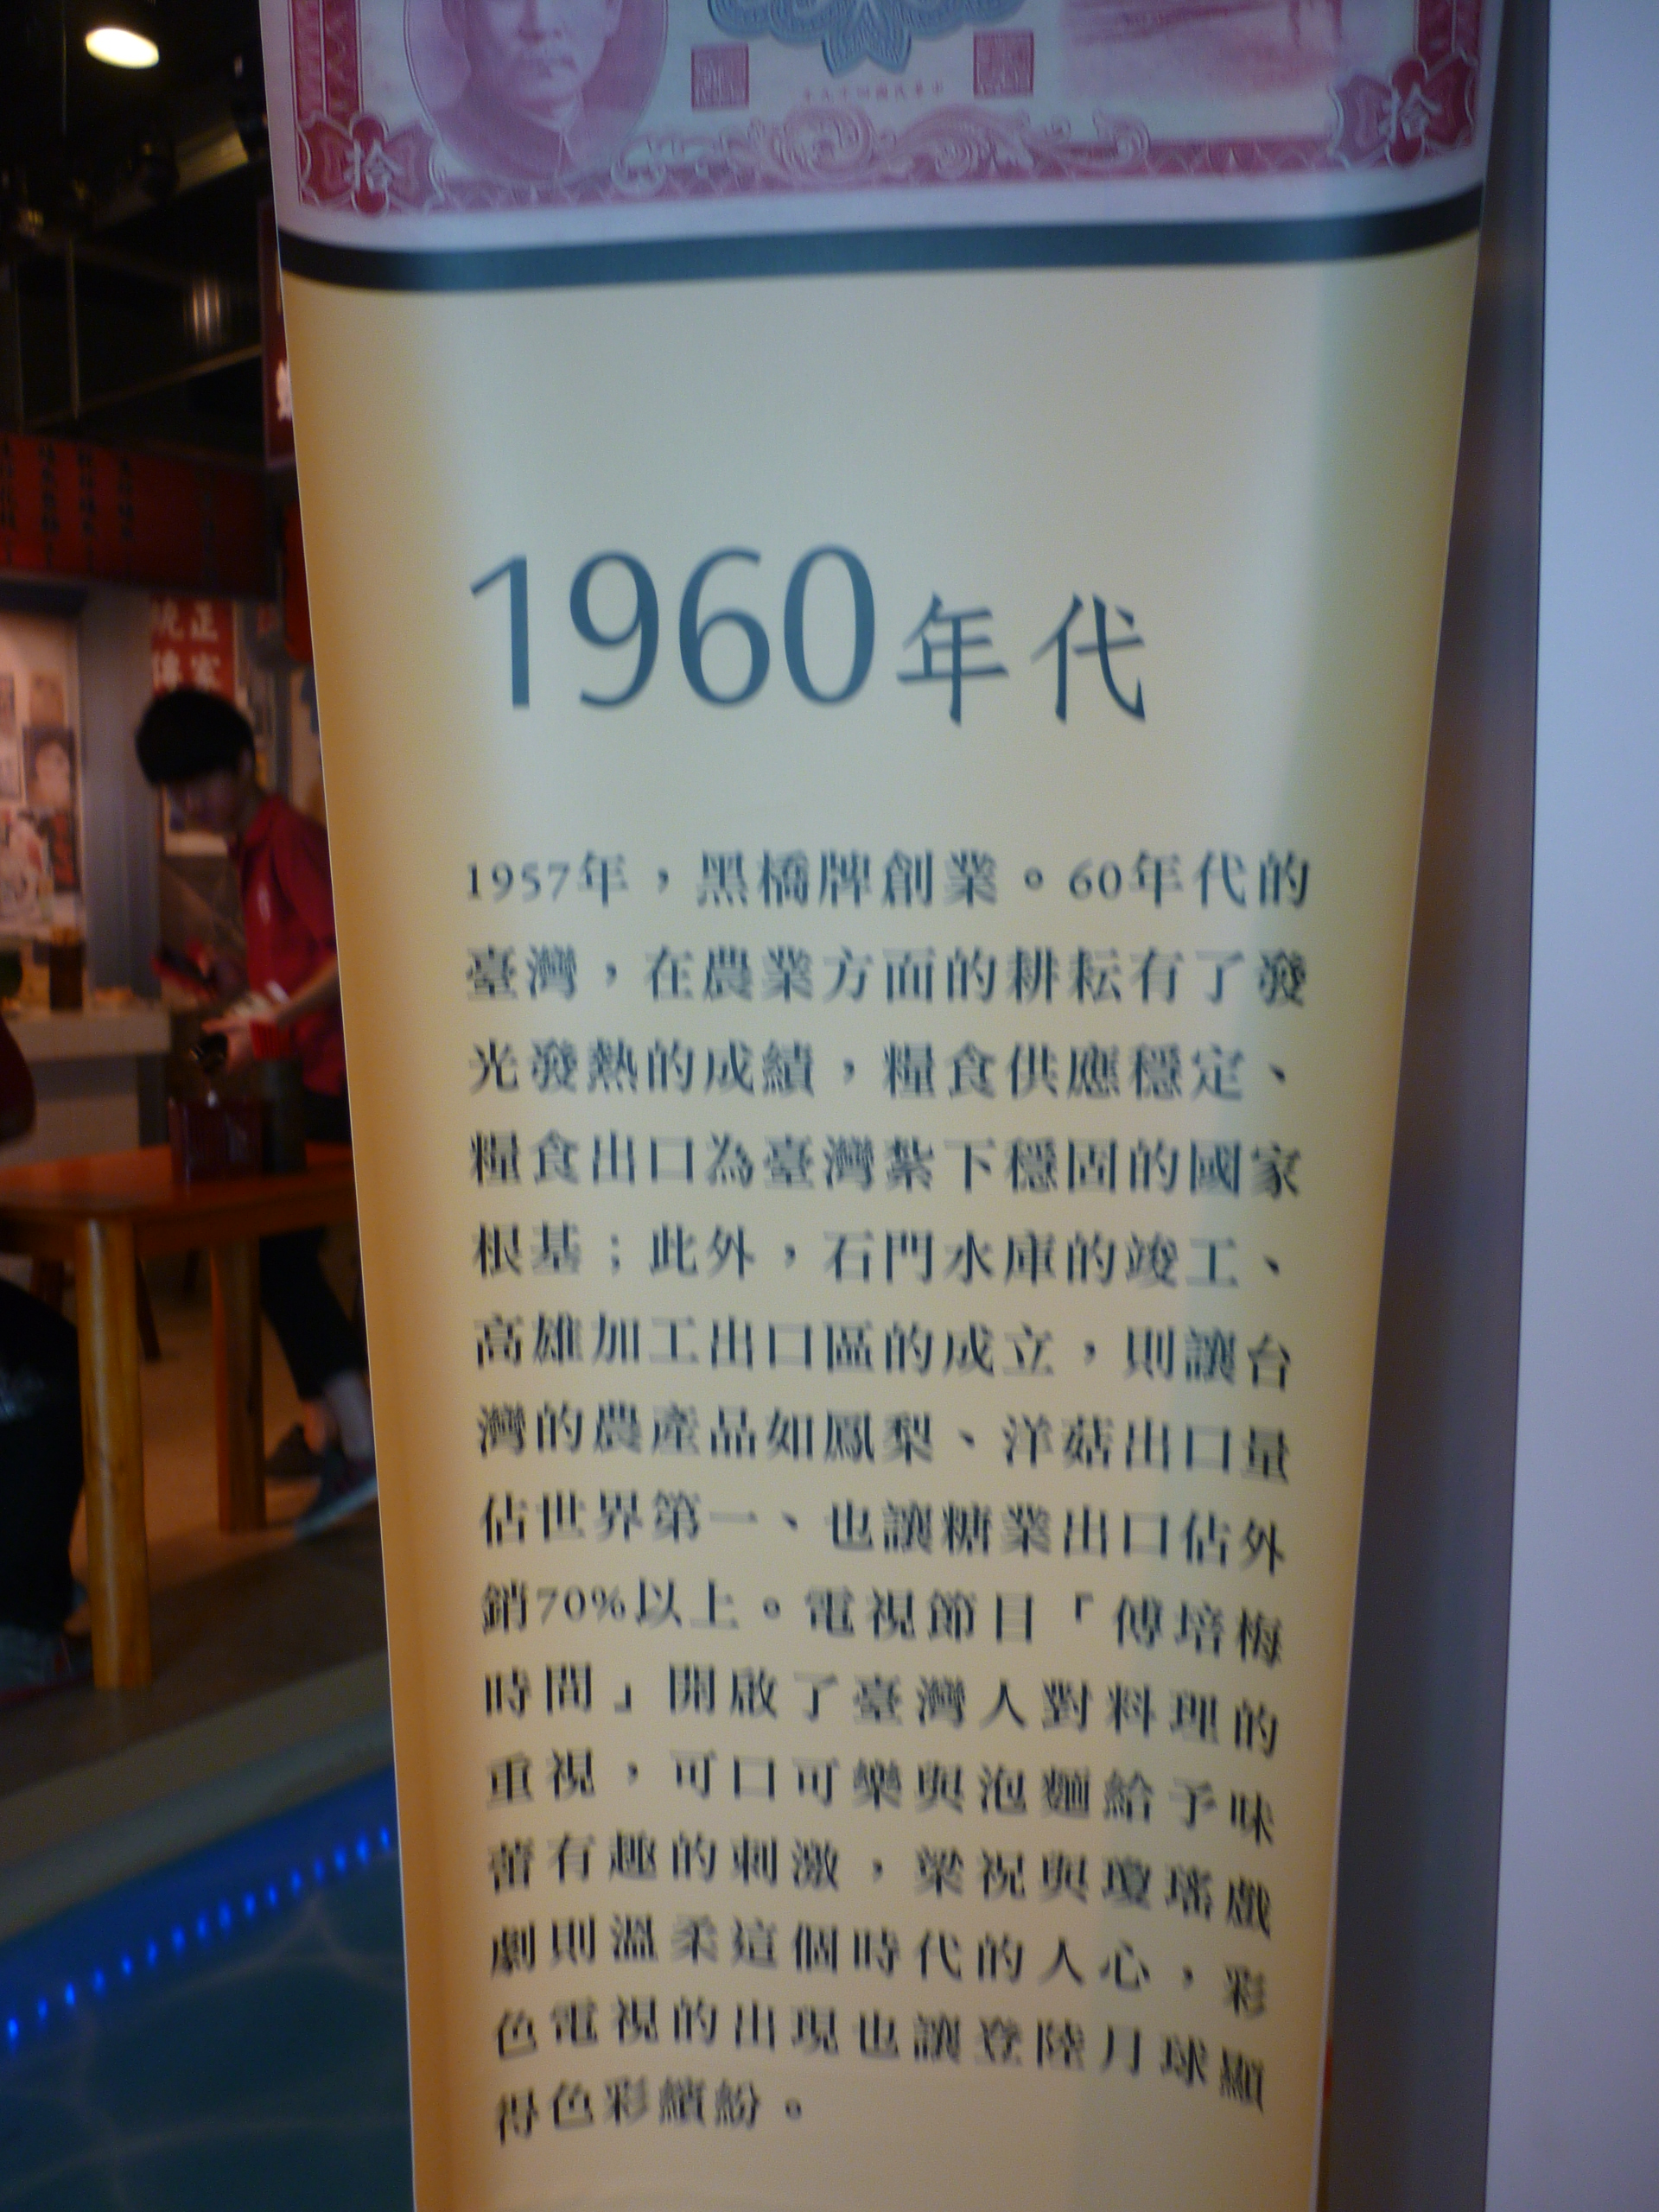 拾
拾
1960年代
1957年，黑橋牌創業。60年代的
臺灣，在農業方面的耕耘有了發
光發熱的成績，糧食供應穩定、
糧食出口為臺灣紮下穩固的國家
根基；此外，石門水庫的竣工、
高雄加工出口區的成立，則讓台
灣的農產品如鳳梨、洋菇出口量
佔世界第一、也讓糖業出口佔外
銷70%以上。電視節目「傅培梅
時間」開啟了臺灣人對料理的
重視，可口可樂與泡麵給予味
蕾有趣的刺激，梁祝與瓊瑤戲
劇則溫柔這個時代的人心，彩
色電視的出現也讓登陸月球顯
得色彩繽紛。